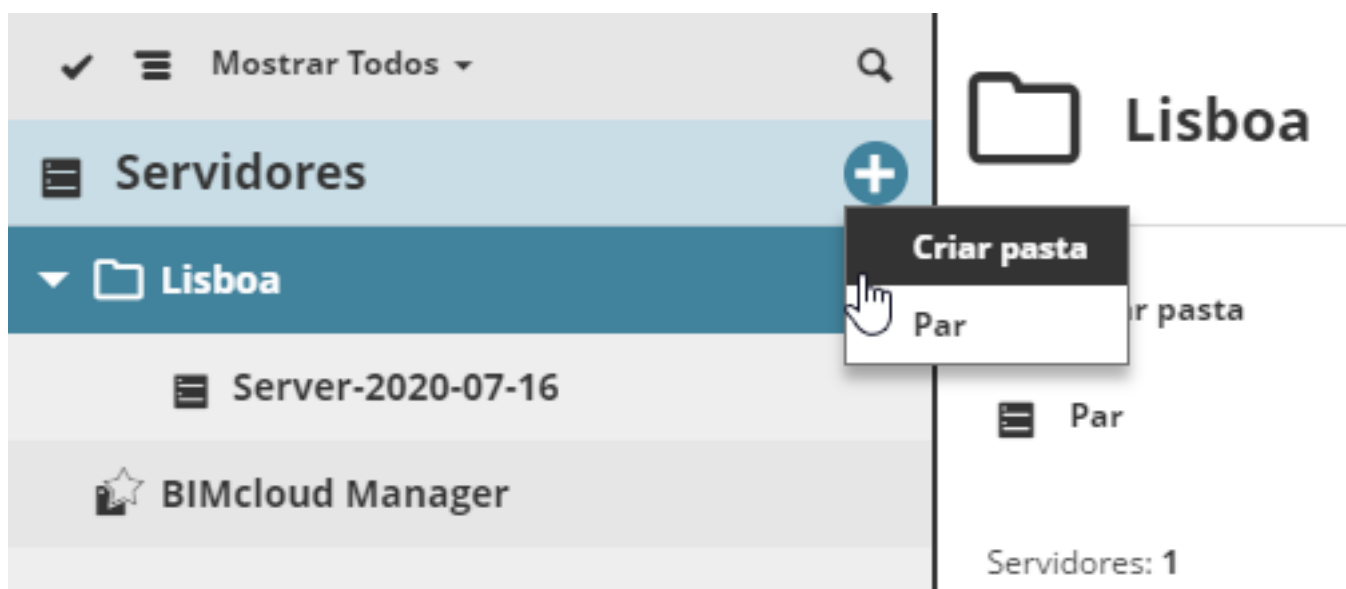 Mostrar Todos
Servidores
Lisboa
Server-2020-07-16
BIMcloud Manager
Criar pasta
Par
Lisboa
pasta
Par
Servidores: 1